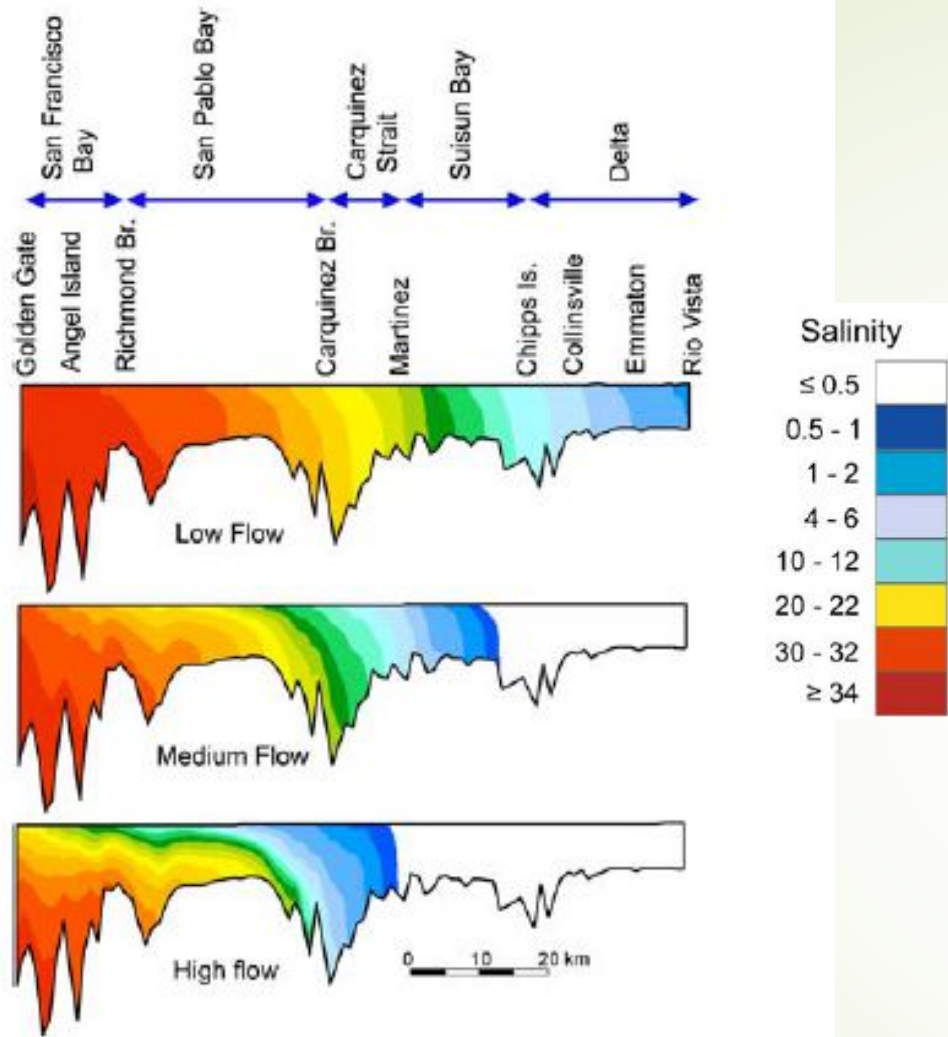 San Francisco
Bay
San Pablo Bay
Carquinez
Strait
Suisun Bay
Delta
Golden Gate
Angel Island
Richmond Br.
Carquinez Br.
Martinez
Chipps Is.
Collinsville
Emmaton
Rio Vista
Low Flow
Medium Flow
High flow
0 10 20 km
Salinity
≤ 0.5
0.5 - 1
1 - 2
4 - 6
10 - 12
20 - 22
30 - 32
≥ 34